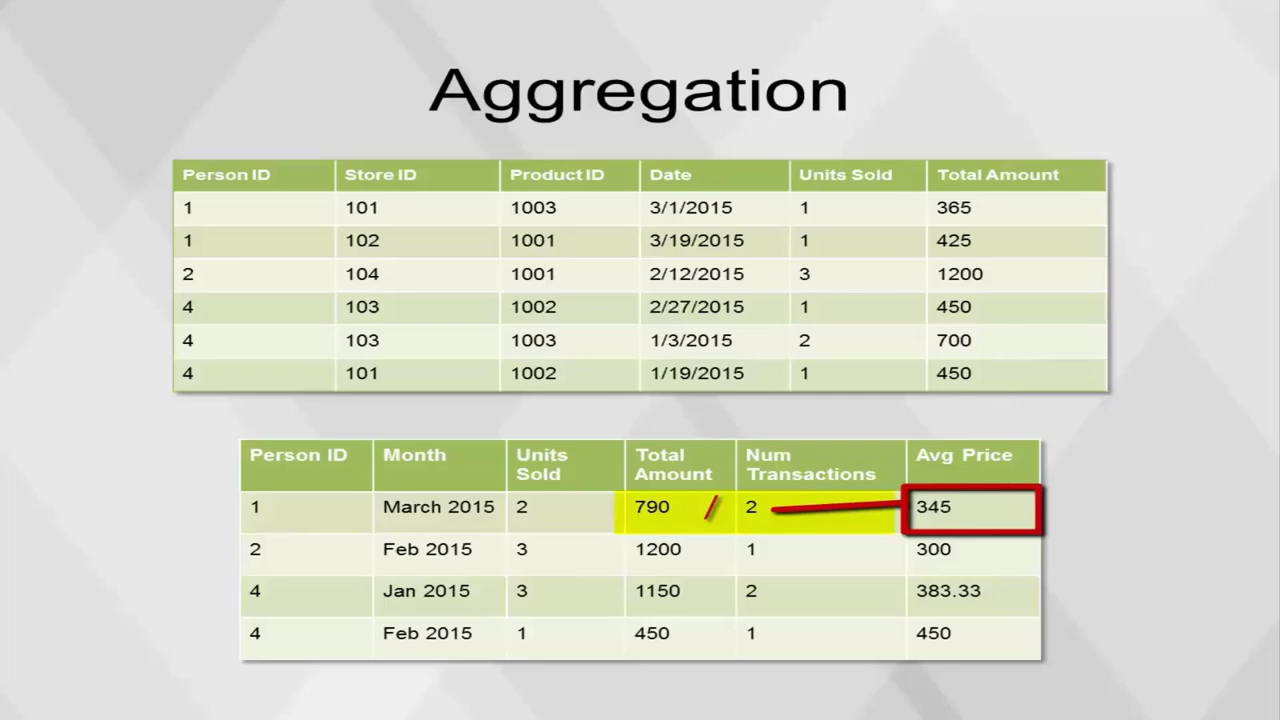 Aggregation
Person ID Store ID Product ID Date Units Sold Total Amount
1 101 1003 3/1/2015 1 365
1 102 1001 3/19/2015 1 425
2 104 1001 2/12/2015 3 1200
4 103 1002 2/27/2015 1 450
4 103 1003 1/3/2015 2 700
4 101 1002 1/19/2015 1 450
Person ID Month Units Sold Total Amount Num Transactions Avg Price
1 March 2015 2 790 / 2 345
2 Feb 2015 3 1200 1 300
4 Jan 2015 3 1150 2 383.33
4 Feb 2015 1 450 1 450